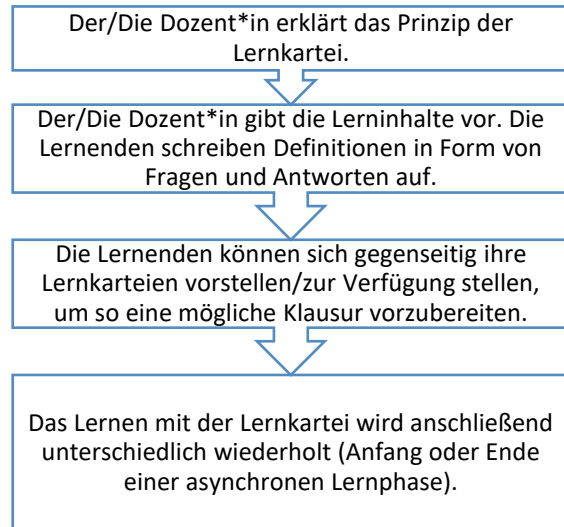 Der/Die Dozent*in erklärt das Prinzip der
Lernkartei.
Der/Die Dozent*in gibt die Lerninhalte vor. Die
Lernenden schreiben Definitionen in Form von
Fragen und Antworten auf.
Die Lernenden können sich gegenseitig ihre
Lernkarteien vorstellen/zur Verfügung stellen,
um so eine mögliche Klausur vorzubereiten.
Das Lernen mit der Lernkartei wird anschließend
unterschiedlich wiederholt (Anfang oder Ende
einer asynchronen Lernphase).